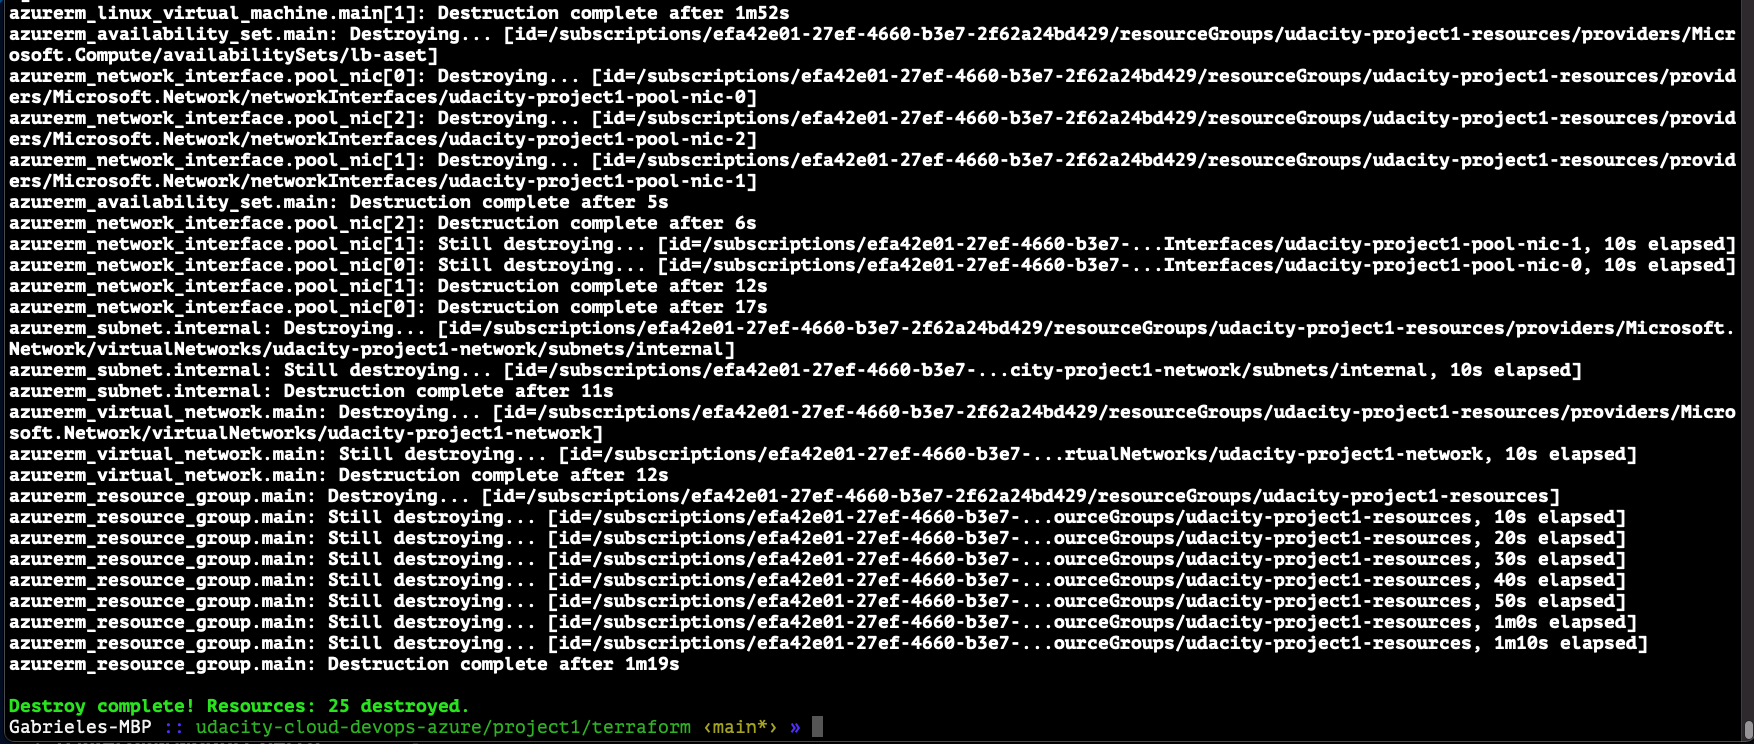 azurerm_linux_virtual_machine.main[1]: Destruction complete after 1m52s
azurerm_availability_set.main: Destroying... [id=/subscriptions/efa42e01-27ef-4660-b3e7-2f62a24bd429/resourceGroups/udacity-project1-resources/providers/Micr
osoft.Compute/availabilitySets/lb-aset]
azurerm_network_interface.pool_nic[0]: Destroying... [id=/subscriptions/efa42e01-27ef-4660-b3e7-2f62a24bd429/resourceGroups/udacity-project1-resources/provid
ers/Microsoft.Network/networkInterfaces/udacity-project1-pool-nic-0]
azurerm_network_interface.pool_nic[2]: Destroying... [id=/subscriptions/efa42e01-27ef-4660-b3e7-2f62a24bd429/resourceGroups/udacity-project1-resources/provid
ers/Microsoft.Network/networkInterfaces/udacity-project1-pool-nic-2]
azurerm_network_interface.pool_nic[1]: Destroying... [id=/subscriptions/efa42e01-27ef-4660-b3e7-2f62a24bd429/resourceGroups/udacity-project1-resources/provid
ers/Microsoft.Network/networkInterfaces/udacity-project1-pool-nic-1]
azurerm_availability_set.main: Destruction complete after 5s
azurerm_network_interface.pool_nic[2]: Destruction complete after 6s
azurerm_network_interface.pool_nic[1]: Still destroying... [id=/subscriptions/efa42e01-27ef-4660-b3e7-...Interfaces/udacity-project1-pool-nic-1, 10s elapsed]
azurerm_network_interface.pool_nic[0]: Still destroying... [id=/subscriptions/efa42e01-27ef-4660-b3e7-...Interfaces/udacity-project1-pool-nic-0, 10s elapsed]
azurerm_network_interface.pool_nic[1]: Destruction complete after 12s
azurerm_network_interface.pool_nic[0]: Destruction complete after 17s
azurerm_subnet.internal: Destroying... [id=/subscriptions/efa42e01-27ef-4660-b3e7-2f62a24bd429/resourceGroups/udacity-project1-resources/providers/Microsoft.
Network/virtualNetworks/udacity-project1-network/subnets/internal]
azurerm_subnet.internal: Still destroying... [id=/subscriptions/efa42e01-27ef-4660-b3e7-...city-project1-network/subnets/internal, 10s elapsed]
azurerm_subnet.internal: Destruction complete after 11s
azurerm_virtual_network.main: Destroying... [id=/subscriptions/efa42e01-27ef-4660-b3e7-2f62a24bd429/resourceGroups/udacity-project1-resources/providers/Micro
soft.Network/virtualNetworks/udacity-project1-network]
azurerm_virtual_network.main: Still destroying... [id=/subscriptions/efa42e01-27ef-4660-b3e7-...rtualNetworks/udacity-project1-network, 10s elapsed]
azurerm_virtual_network.main: Destruction complete after 12s
azurerm_resource_group.main: Destroying... [id=/subscriptions/efa42e01-27ef-4660-b3e7-2f62a24bd429/resourceGroups/udacity-project1-resources]
azurerm_resource_group.main: Still destroying... [id=/subscriptions/efa42e01-27ef-4660-b3e7-...ourceGroups/udacity-project1-resources, 10s elapsed]
azurerm_resource_group.main: Still destroying... [id=/subscriptions/efa42e01-27ef-4660-b3e7-...ourceGroups/udacity-project1-resources, 20s elapsed]
azurerm_resource_group.main: Still destroying... [id=/subscriptions/efa42e01-27ef-4660-b3e7-...ourceGroups/udacity-project1-resources, 30s elapsed]
azurerm_resource_group.main: Still destroying... [id=/subscriptions/efa42e01-27ef-4660-b3e7-...ourceGroups/udacity-project1-resources, 40s elapsed]
azurerm_resource_group.main: Still destroying... [id=/subscriptions/efa42e01-27ef-4660-b3e7-...ourceGroups/udacity-project1-resources, 50s elapsed]
azurerm_resource_group.main: Still destroying... [id=/subscriptions/efa42e01-27ef-4660-b3e7-...ourceGroups/udacity-project1-resources, 1m0s elapsed]
azurerm_resource_group.main: Still destroying... [id=/subscriptions/efa42e01-27ef-4660-b3e7-...ourceGroups/udacity-project1-resources, 1m10s elapsed]
azurerm_resource_group.main: Destruction complete after 1m19s
Destroy complete! Resources: 25 destroyed.
Gabrieles-MBP :: udacity-cloud-devops-azure/project1/terraform ‹main*› »